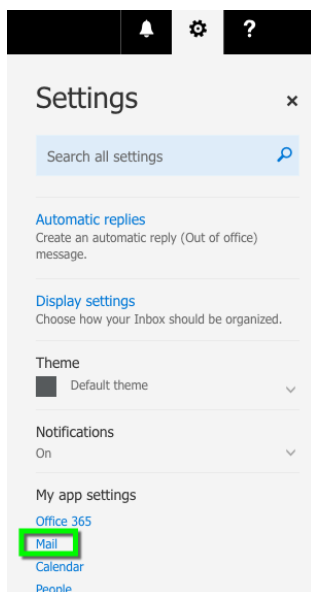 ?
Settings
×
Search all settings
Automatic replies
Create an automatic reply (Out of office)
message.
Display settings
Choose how your Inbox should be organized.
Theme
Default theme
Notifications
On
My app settings
Office 365
Mail
Calendar
People